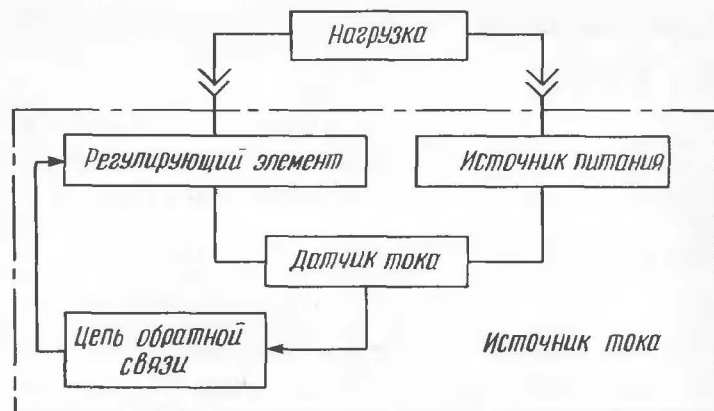 Нагрузка
Регулирующий элемент
Источник питания
Датчик тока
Цепь обратной
связи
Источник тока